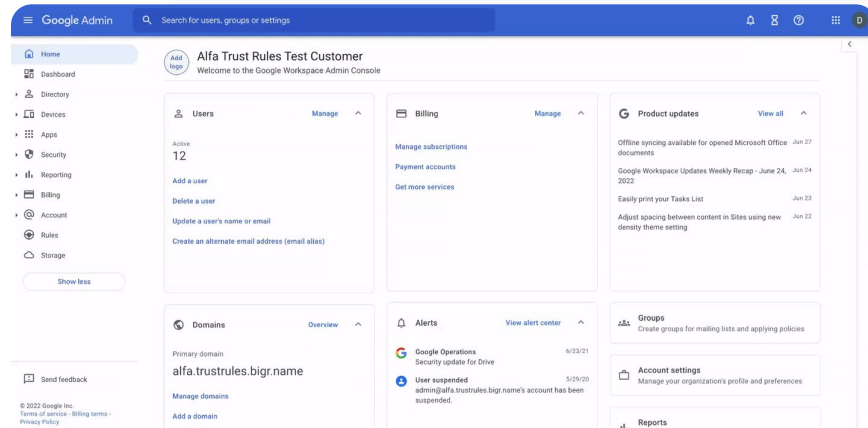 Google Admin
Search for users, groups or settings
D
Home
Dashboard
Directory
Devices
Apps
Security
Reporting
Billing
Account
Rules
Storage
Show less
Send feedback
© 2022 Google Inc.
Terms of service - Billing terms -
Privacy Policy
Add
logo
Alfa Trust Rules Test Customer
Welcome to the Google Workspace Admin Console
Users
Manage
Active
12
Add a user
Delete a user
Update a user's name or email
Create an alternate email address (email alias)
Billing
Manage
Manage subscriptions
Payment accounts
Get more services
Product updates
View all
Offline syncing available for opened Microsoft Office Jun 27
documents
Google Workspace Updates Weekly Recap - June 24, Jun 24
2022
Easily print your Tasks List Jun 23
Adjust spacing between content in Sites using new Jun 22
density theme setting
Domains
Overview
Primary domain
alfa.trustrules.bigr.name
Manage domains
Add a domain
Alerts
View alert center
Google Operations 6/23/21
Security update for Drive
User suspended 5/29/20
admin@alfa.trustrules.bigr.name's account has been
suspended.
Groups
Create groups for mailing lists and applying policies
Account settings
Manage your organization's profile and preferences
Reports